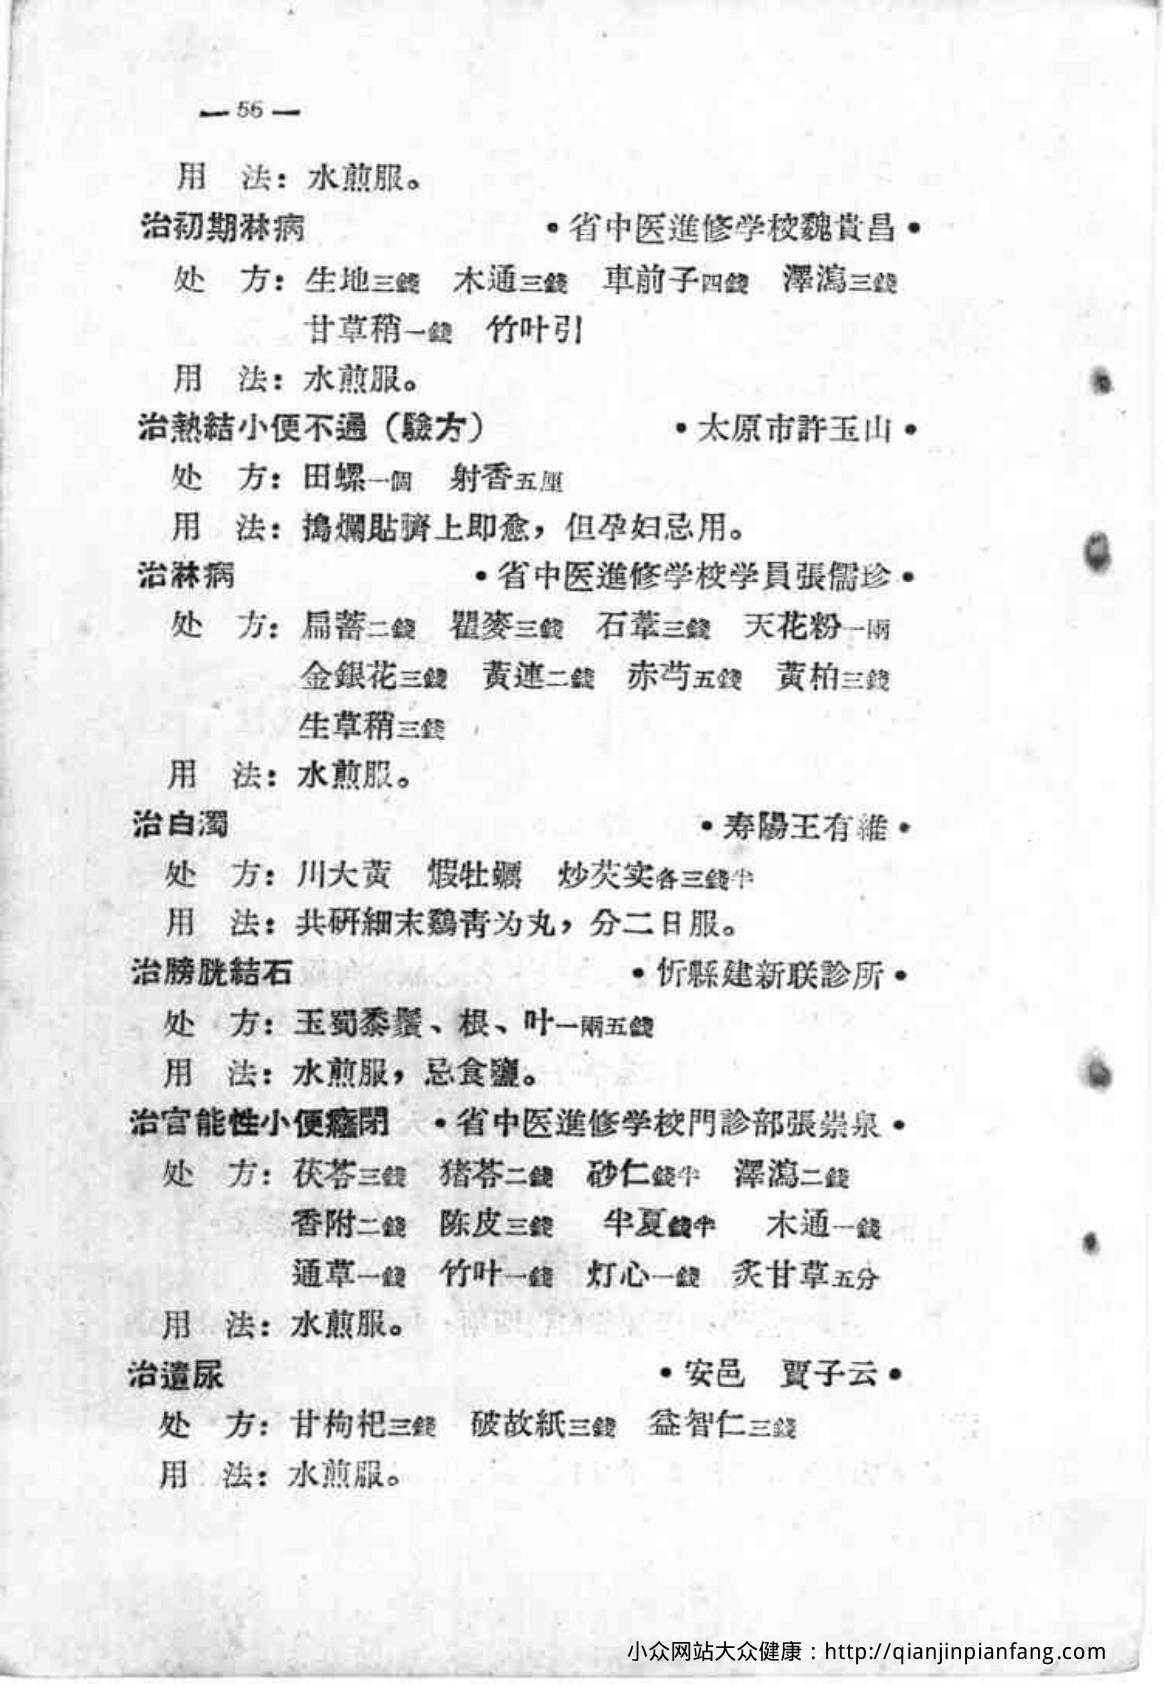 — 56 —
用　法：水煎服。
治初期淋病　•省中医進修学校魏貴昌•
处　方：生地三錢　木通三錢　車前子四錢　澤瀉三錢
甘草稍一錢　竹叶引
用　法：水煎服。
治熱結小便不通（驗方）　•太原市許玉山•
处　方：田螺一個　射香五厘
用　法：搗爛貼臍上即愈，但孕妇忌用。
治淋病　•省中医進修学校学員張儒珍•
处　方：扁蓄二錢　瞿麥三錢　石葦三錢　天花粉一兩
金銀花三錢　黃連二錢　赤芍五錢　黃柏三錢
生草稍三錢
用　法：水煎服。
治白濁　•寿陽王有維•
处　方：川大黃　煆牡蠣　炒芡实各三錢半
用　法：共研細末鷄青为丸，分二日服。
治膀胱結石　•忻縣建新联診所•
处　方：玉蜀黍鬚、根、叶一兩五錢
用　法：水煎服，忌食鹽。
治官能性小便癃閉　•省中医進修学校門診部張崇泉•
处　方：茯苓三錢　猪苓二錢　砂仁錢半　澤瀉二錢
香附二錢　陈皮三錢　半夏錢半　木通一錢
通草一錢　竹叶一錢　灯心一錢　炙甘草五分
用　法：水煎服。
治遺尿　•安邑　賈子云•
处　方：甘枸杞三錢　破故紙三錢　益智仁三錢
用　法：水煎服。
小众网站大众健康：http://qianjinpianfang.com